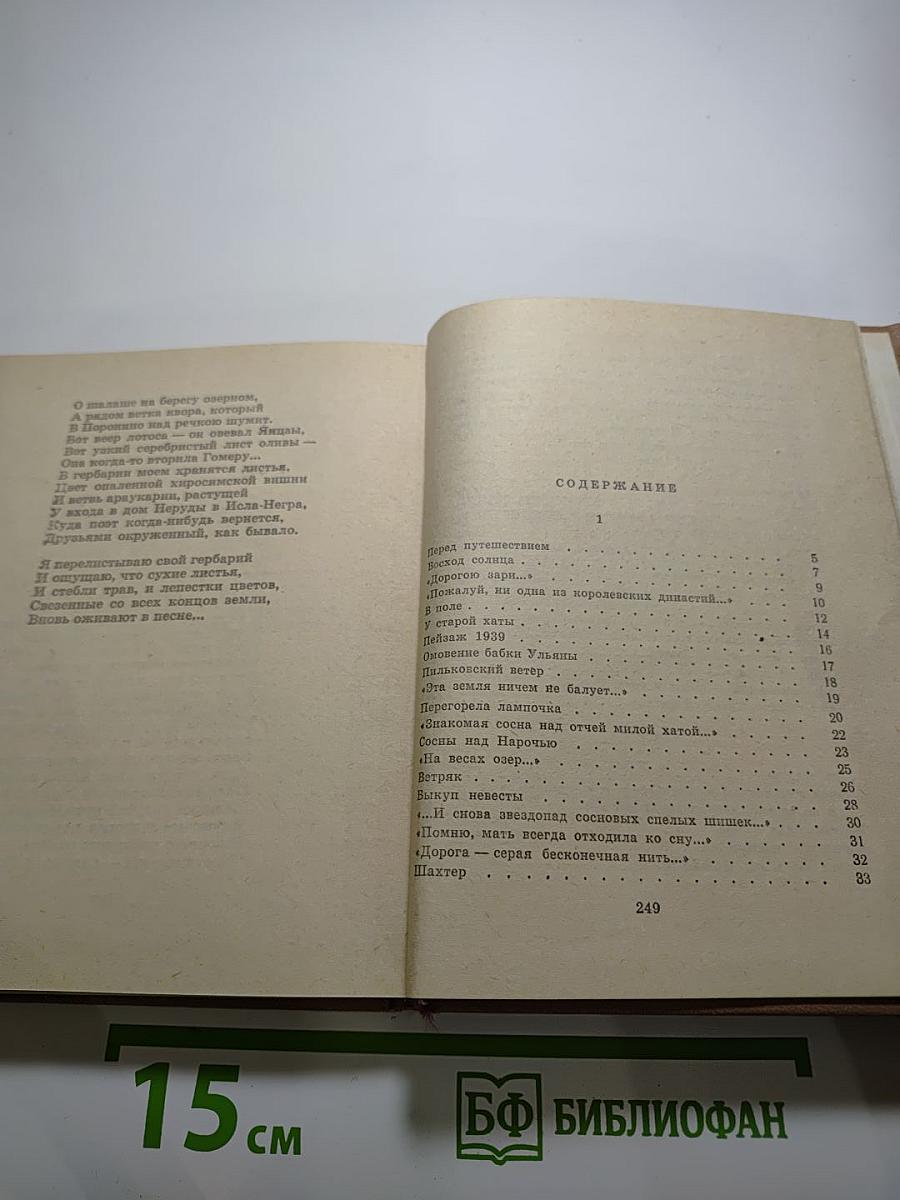 О шалаше на берегу озерном,
А рядом ветка явора, который
В Поронино над речкою шумит.
Вот веер лотоса — он овевал Янцзы,
Вот узкий серебристый лист оливы —
Она когда-то вторила Гомеру...
В гербарии моем хранятся листья,
Цвет опаленной хиросимской вишни
И ветвь араукарии, растущей
У входа в дом Неруды в Исла-Негра,
Куда поэт когда-нибудь вернется,
Друзьями окруженный, как бывало.
Я перелистываю свой гербарий
И ощущаю, что сухие листья,
И стебли трав, и лепестки цветов,
Свезенные со всех концов земли,
Вновь оживают в песне...
СОДЕРЖАНИЕ
1
Перед путешествием . . . . . . . . . . 5
Восход солнца . . . . . . . . . . 7
«Дорогою зари...» . . . . . . . . . . 9
«Пожалуй, ни одна из королевских династий...» . . 10
В поле . . . . . . . . . . 12
У старой хаты . . . . . . . . . . 14
Пейзаж 1939 . . . . . . . . . . 16
Омовение бабки Ульяны . . . . . . . . . . 17
Пильковский ветер . . . . . . . . . . 18
«Эта земля ничем не балует...» . . . . . . . . 19
Перегорела лампочка . . . . . . . . . . 20
«Знакомая сосна над отчей милой хатой...» . . . . . 22
Сосны над Нарочью . . . . . . . . . . 23
«На весах озер...» . . . . . . . . . . 25
Ветряк . . . . . . . . . . 26
Выкуп невесты . . . . . . . . . . 28
«...И снова звездопад сосновых спелых шишек...» . . . 30
«Помню, мать всегда отходила ко сну...» . . . . . . 31
«Дорога — серая бесконечная нить...» . . . . . . . 32
Шахтер . . . . . . . . . . 33
249
15 см
БФ БИБЛИОФАН